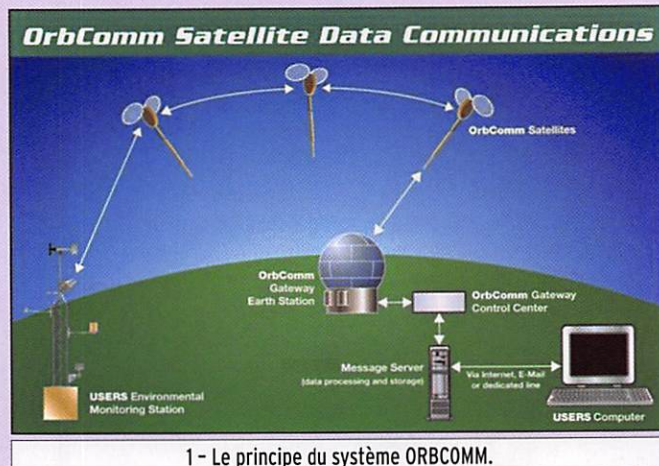 OrbComm Satellite Data Communications
OrbComm Satellites
OrbComm
Gateway
Earth Station
OrbComm Gateway
Control Center
Message Server
(data processing and storage)
Via Internet, E-Mail
or dedicated line
USERS Environmental
Monitoring Station
USERS Computer
1 - Le principe du système ORBCOMM.